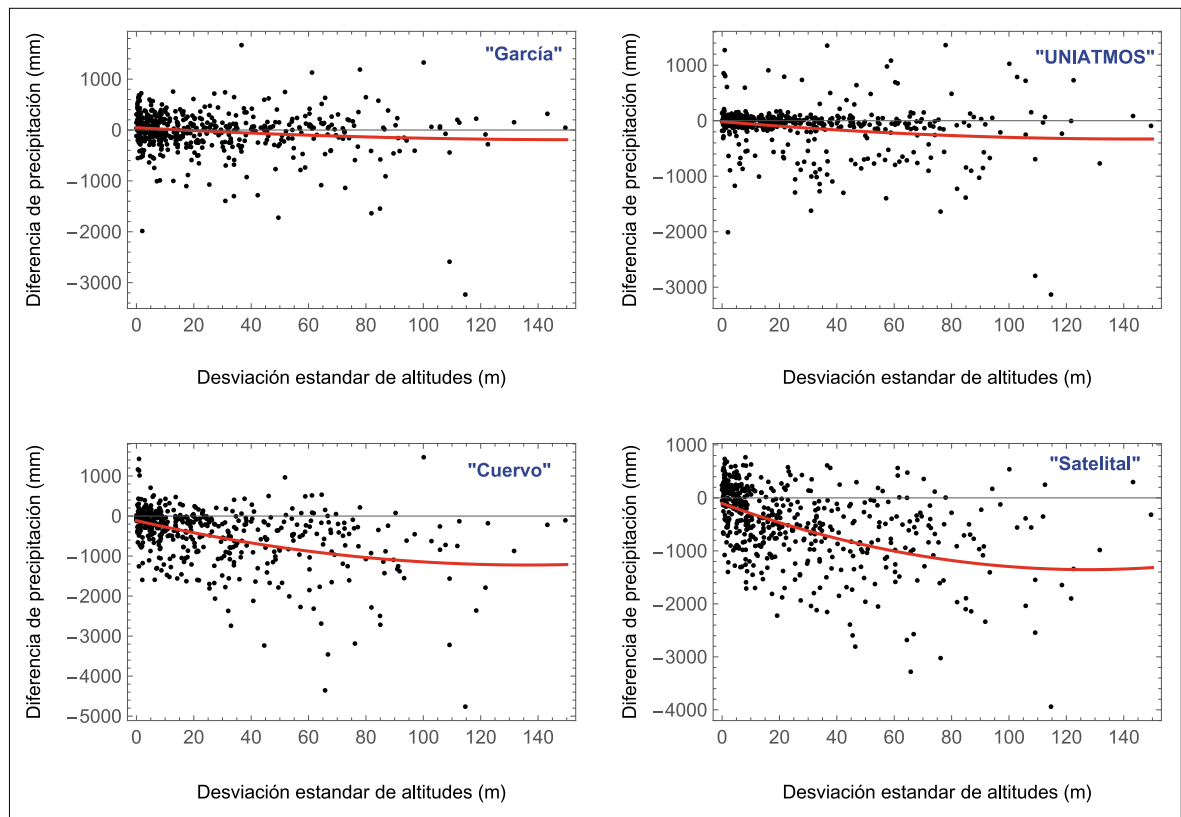 "García"
Diferencia de precipitación (mm)
1000
0
−1000
−2000
−3000
0 20 40 60 80 100 120 140
Desviación estandar de altitudes (m)
"UNIATMOS"
Diferencia de precipitación (mm)
1000
0
−1000
−2000
−3000
0 20 40 60 80 100 120 140
Desviación estandar de altitudes (m)
"Cuervo"
Diferencia de precipitación (mm)
1000
0
−1000
−2000
−3000
−4000
−5000
0 20 40 60 80 100 120 140
Desviación estandar de altitudes (m)
"Satelital"
Diferencia de precipitación (mm)
1000
0
−1000
−2000
−3000
−4000
0 20 40 60 80 100 120 140
Desviación estandar de altitudes (m)